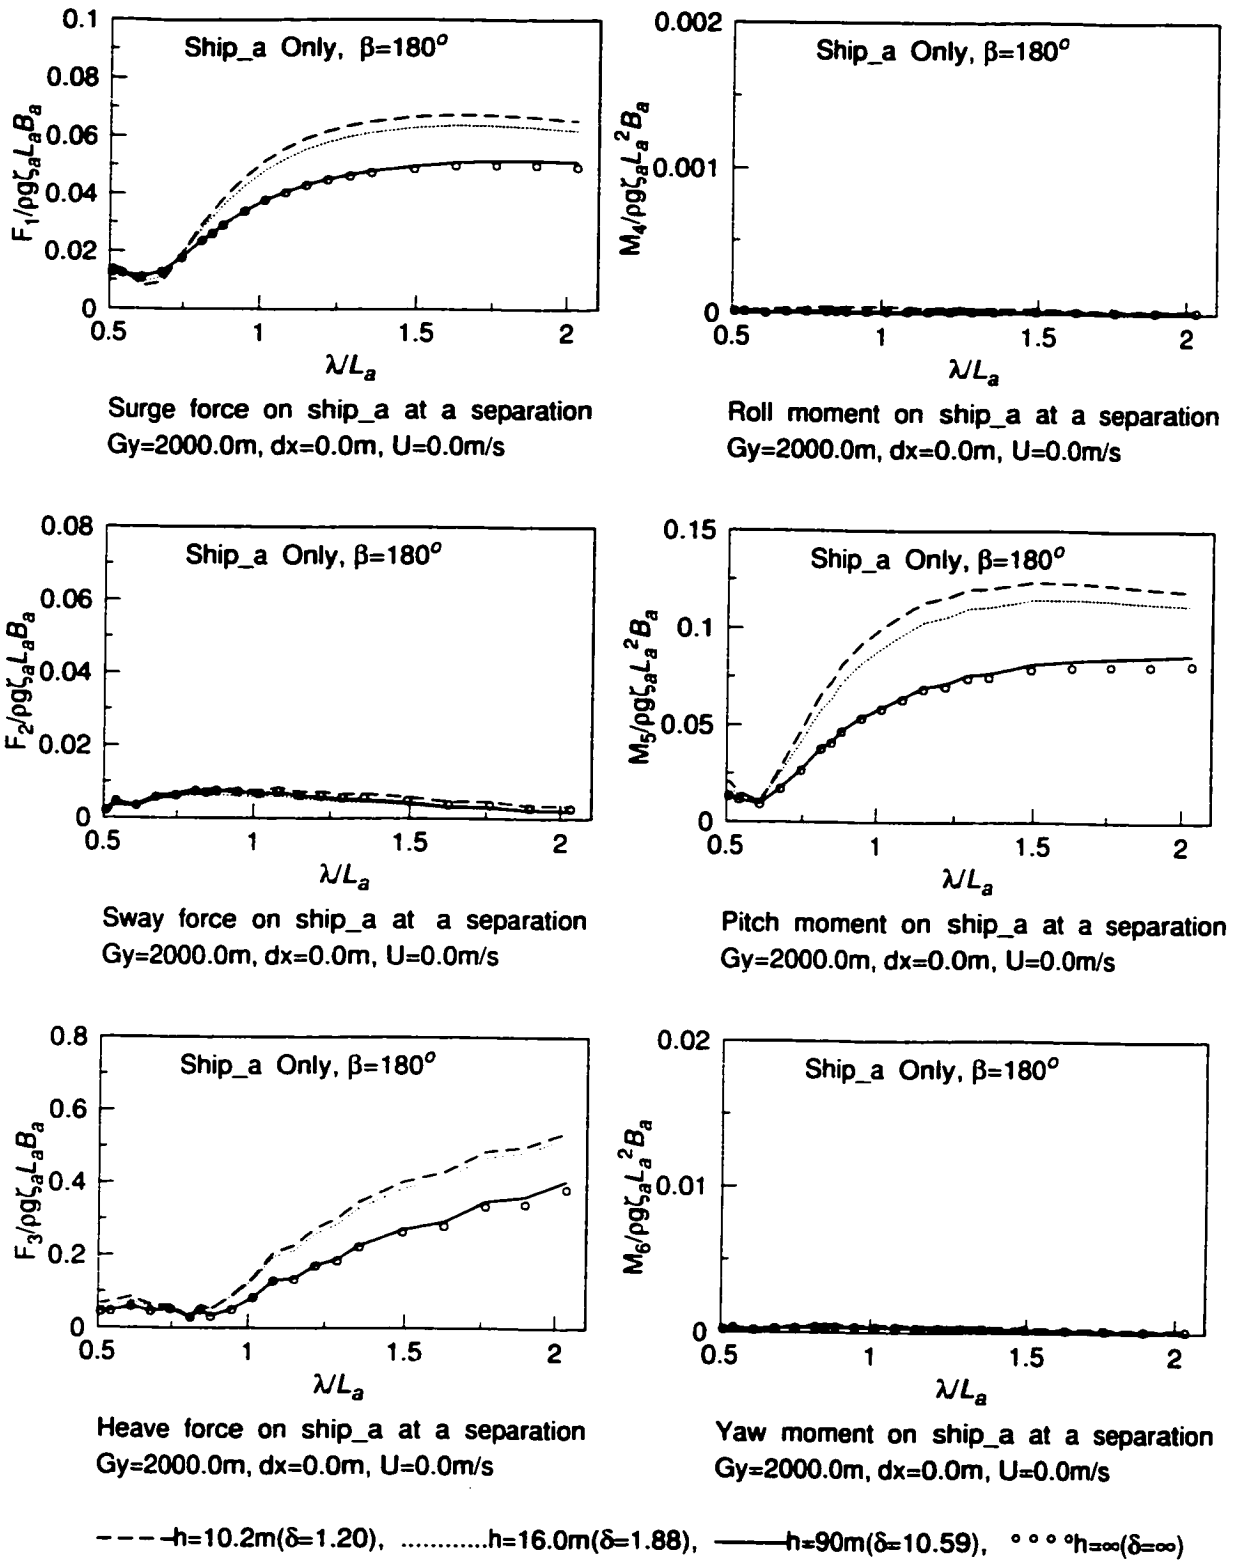 0.1
0.08
0.06
0.04
0.02
0
F₁/ρgζₐLₐBₐ
Ship_a Only, β=180°
0.5 1 1.5 2
λ/Lₐ
Surge force on ship_a at a separation
Gy=2000.0m, dx=0.0m, U=0.0m/s
0.002
0.001
0
M₄/ρgζₐLₐ²Bₐ
Ship_a Only, β=180°
0.5 1 1.5 2
λ/Lₐ
Roll moment on ship_a at a separation
Gy=2000.0m, dx=0.0m, U=0.0m/s
0.08
0.06
0.04
0.02
0
F₂/ρgζₐLₐBₐ
Ship_a Only, β=180°
0.5 1 1.5 2
λ/Lₐ
Sway force on ship_a at a separation
Gy=2000.0m, dx=0.0m, U=0.0m/s
0.15
0.1
0.05
0
M₅/ρgζₐLₐ²Bₐ
Ship_a Only, β=180°
0.5 1 1.5 2
λ/Lₐ
Pitch moment on ship_a at a separation
Gy=2000.0m, dx=0.0m, U=0.0m/s
0.8
0.6
0.4
0.2
0
F₃/ρgζₐLₐBₐ
Ship_a Only, β=180°
0.5 1 1.5 2
λ/Lₐ
Heave force on ship_a at a separation
Gy=2000.0m, dx=0.0m, U=0.0m/s
0.02
0.01
0
M₆/ρgζₐLₐ²Bₐ
Ship_a Only, β=180°
0.5 1 1.5 2
λ/Lₐ
Yaw moment on ship_a at a separation
Gy=2000.0m, dx=0.0m, U=0.0m/s
h=10.2m(δ=1.20), h=16.0m(δ=1.88), h=90m(δ=10.59), h=∞(δ=∞)